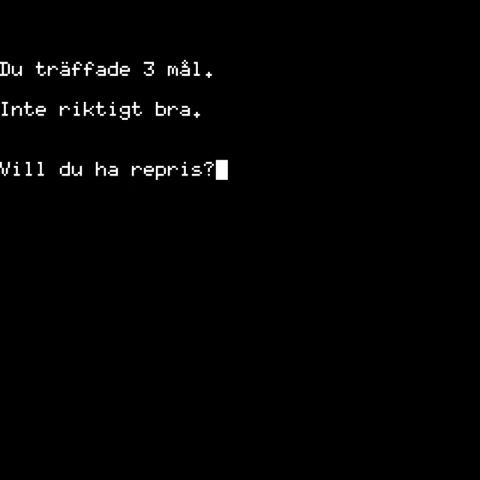 Du träffade 3 mål.
Inte riktigt bra.
Vill du ha repris?